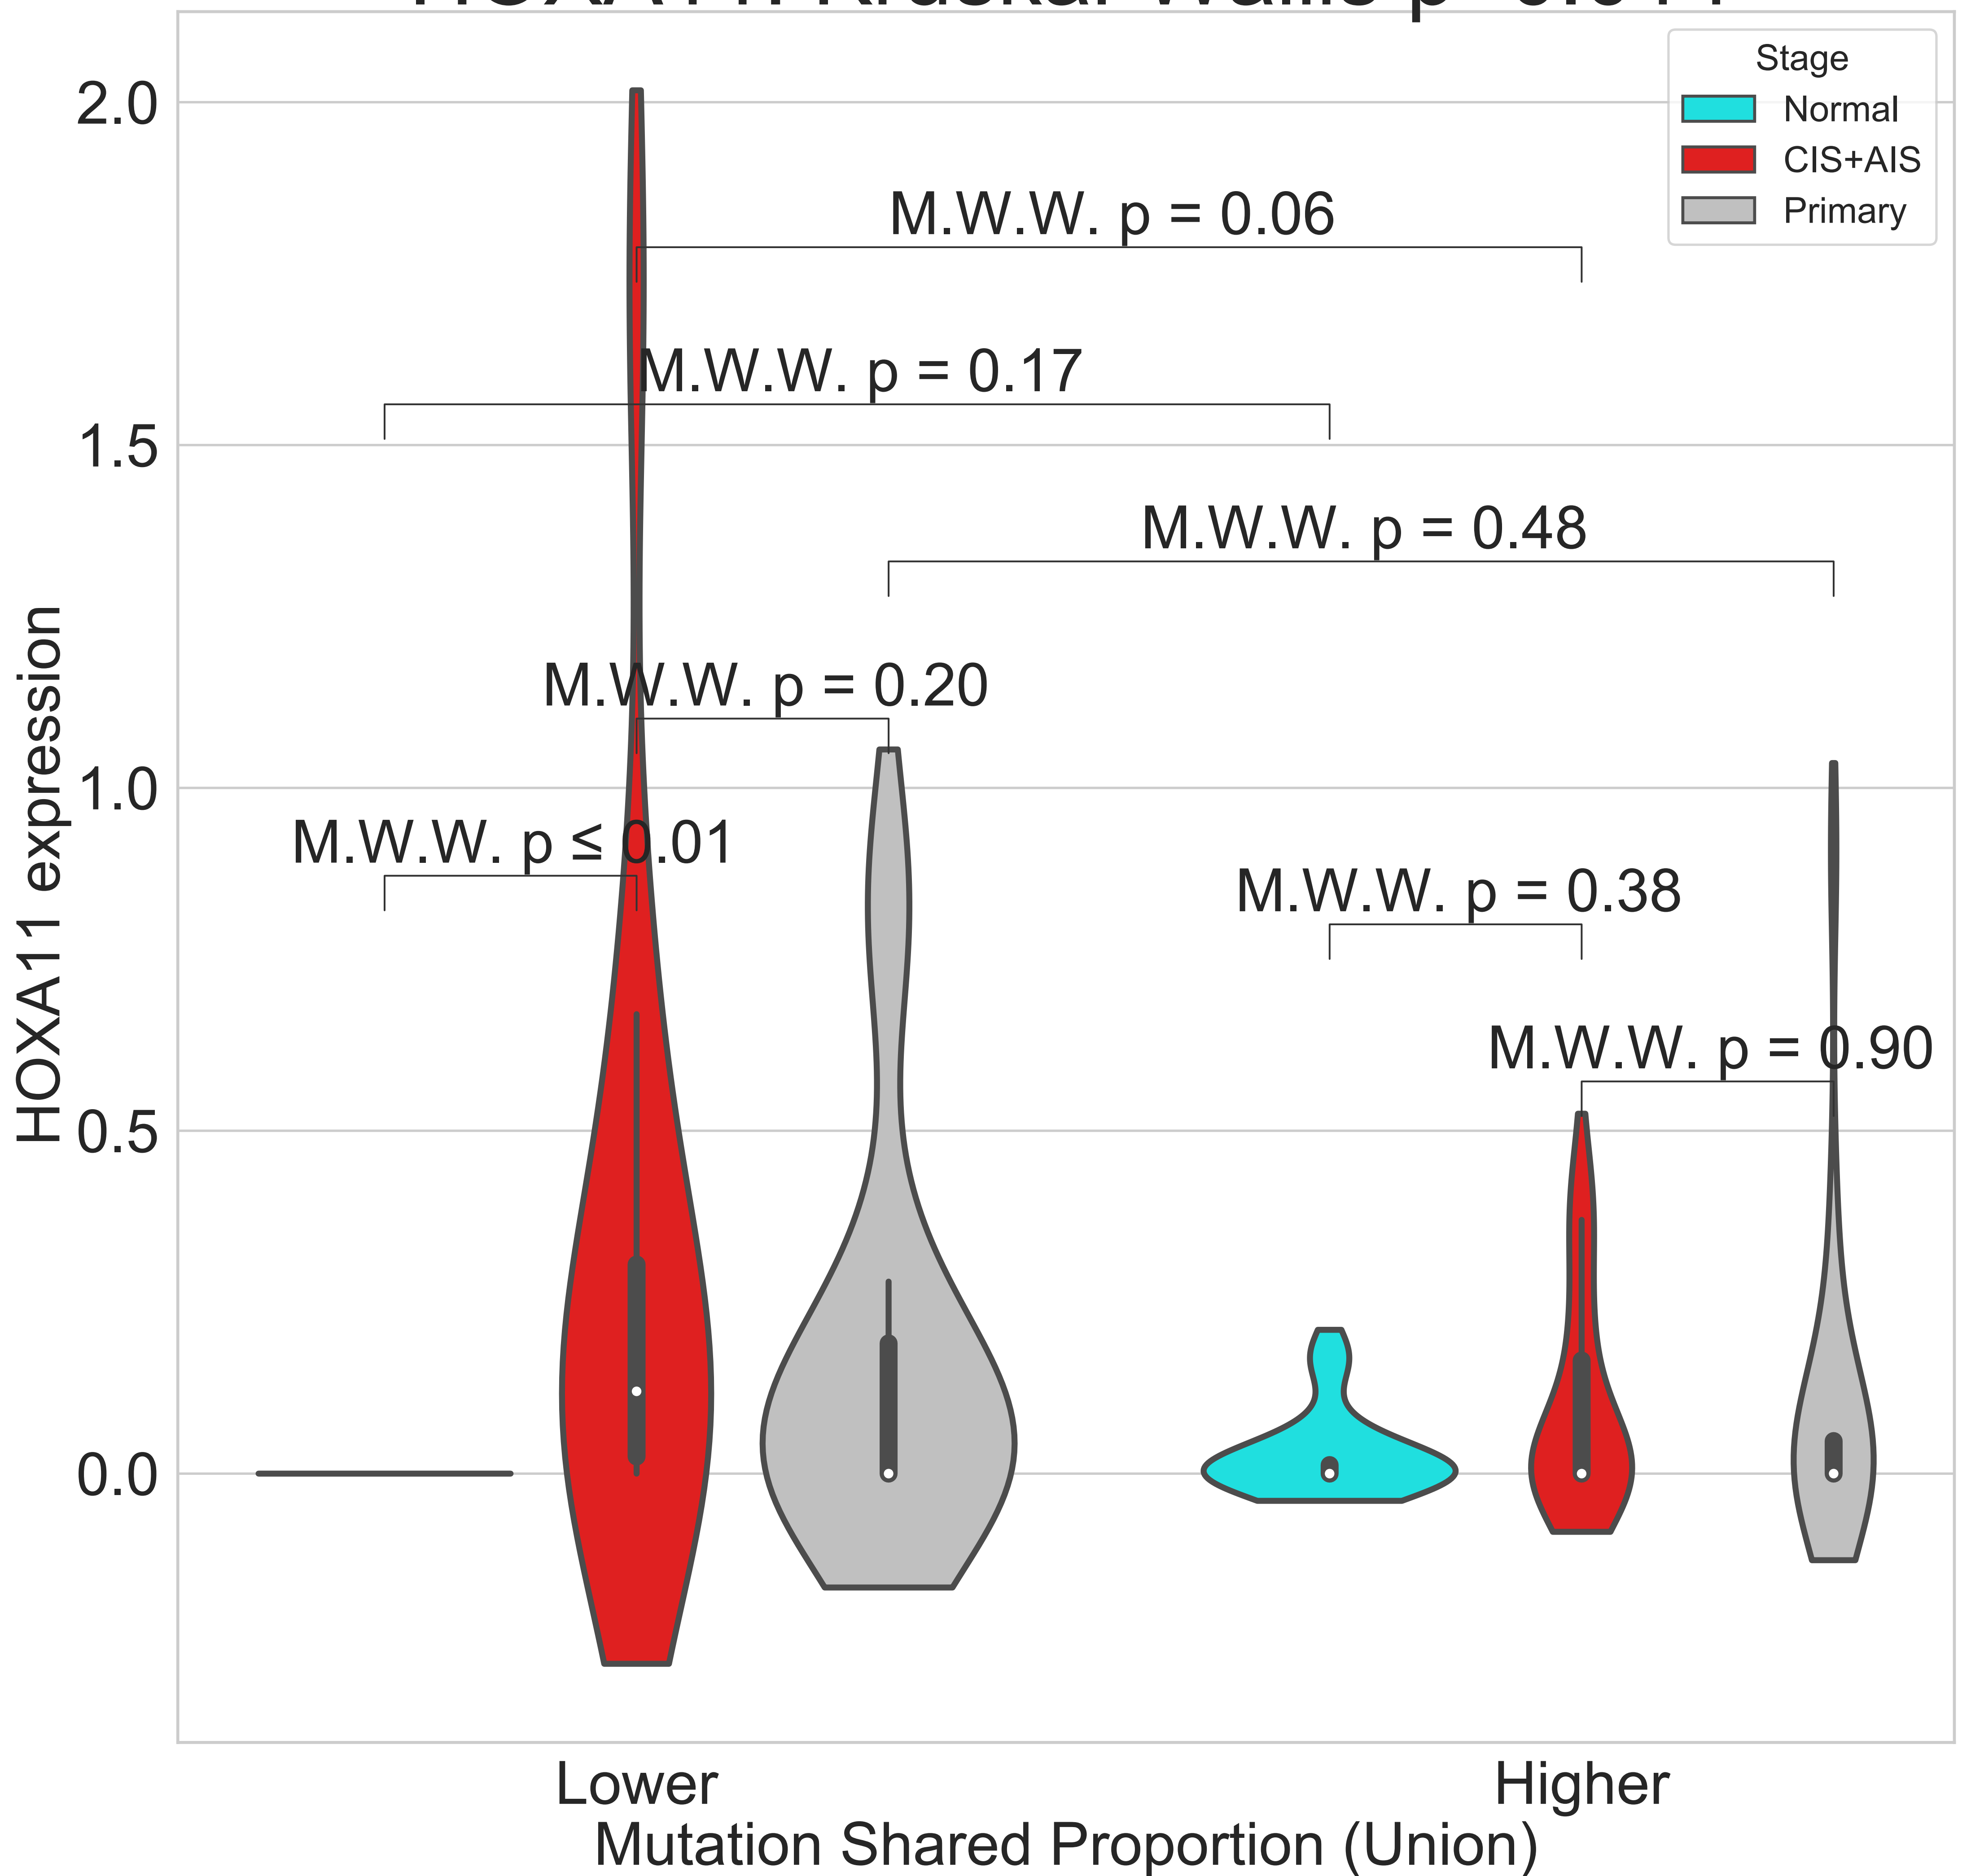 Stage
Normal
CIS+AIS
Primary
2.0
1.5
1.0
0.5
0.0
HOXA11 expression
M.W.W. p = 0.06
M.W.W. p = 0.17
M.W.W. p = 0.48
M.W.W. p = 0.20
M.W.W. p ≤ 0.01
M.W.W. p = 0.38
M.W.W. p = 0.90
Lower
Higher
Mutation Shared Proportion (Union)